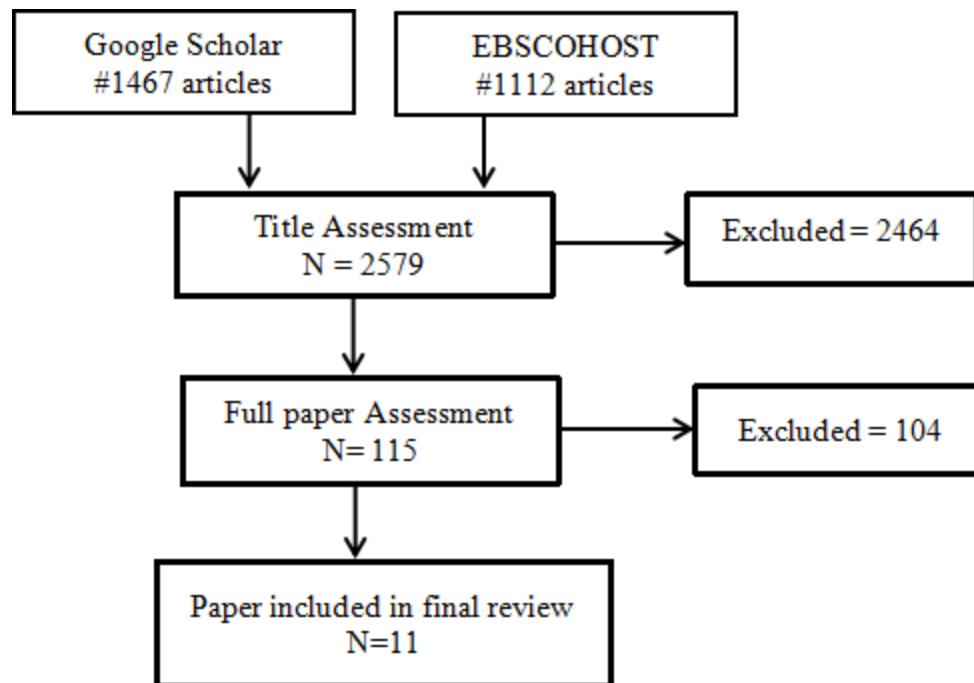 Google Scholar
#1467 articles
EBSCOHOST
#1112 articles
Title Assessment
N = 2579
Excluded = 2464
Full paper Assessment
N= 115
Excluded = 104
Paper included in final review
N=11